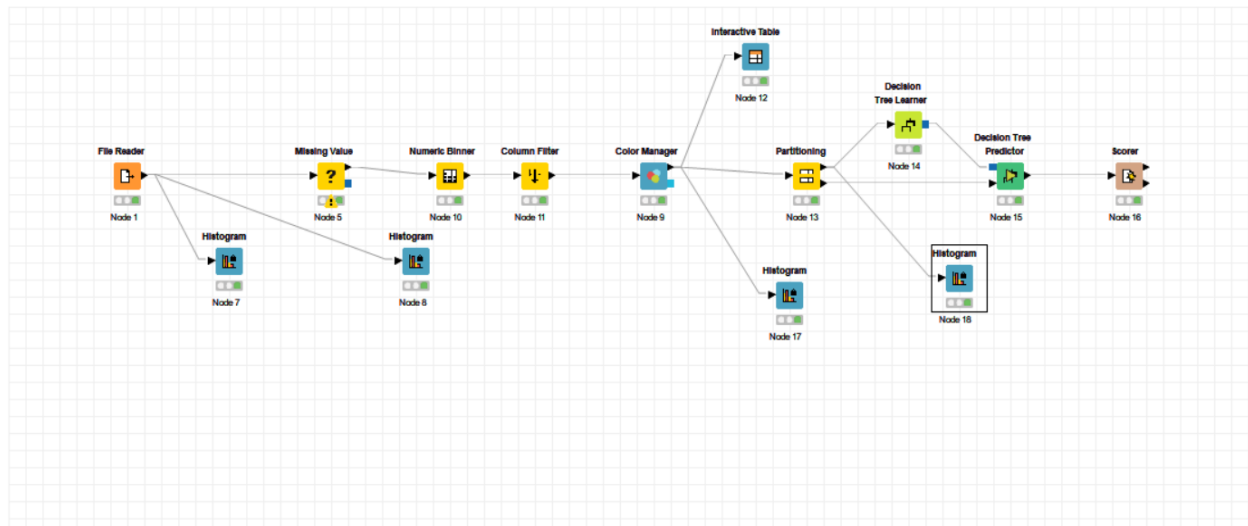 Interactive Table
Node 12
Decision
Tree Learner
Node 14
File Reader
Node 1
Missing Value
?
Node 5
Numeric Binner
Node 10
Column Filter
Node 11
Color Manager
Node 9
Partitioning
Node 13
Decision Tree
Predictor
Node 15
Scorer
Node 16
Histogram
Node 7
Histogram
Node 8
Histogram
Node 17
Histogram
Node 18